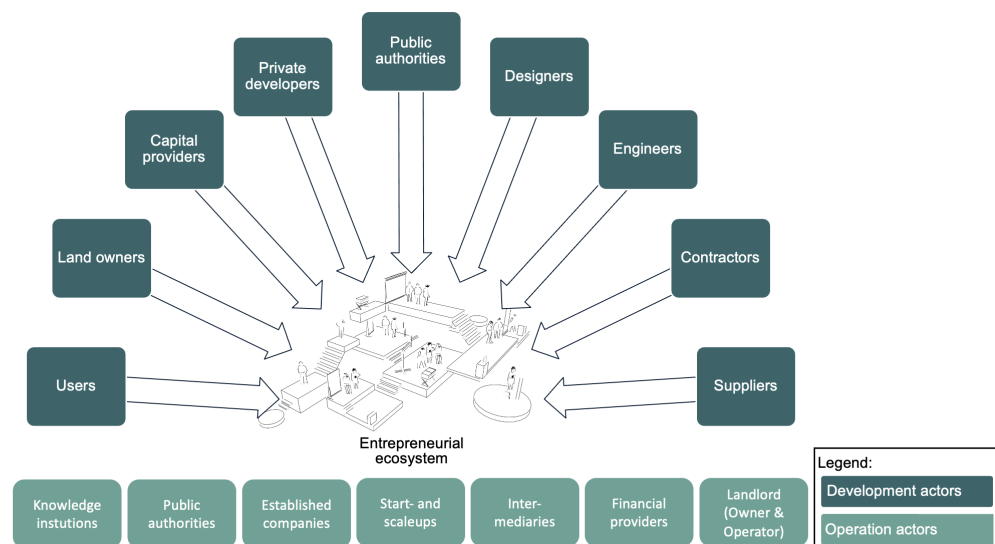 Public
authorities
Private
developers
Designers
Capital
providers
Engineers
Land owners
Contractors
Users
Suppliers
Entrepreneurial
ecosystem
Knowledge
instutions
Public
authorities
Established
companies
Start- and
scaleups
Inter-
mediaries
Financial
providers
Landlord
(Owner &
Operator)
Legend:
Development actors
Operation actors